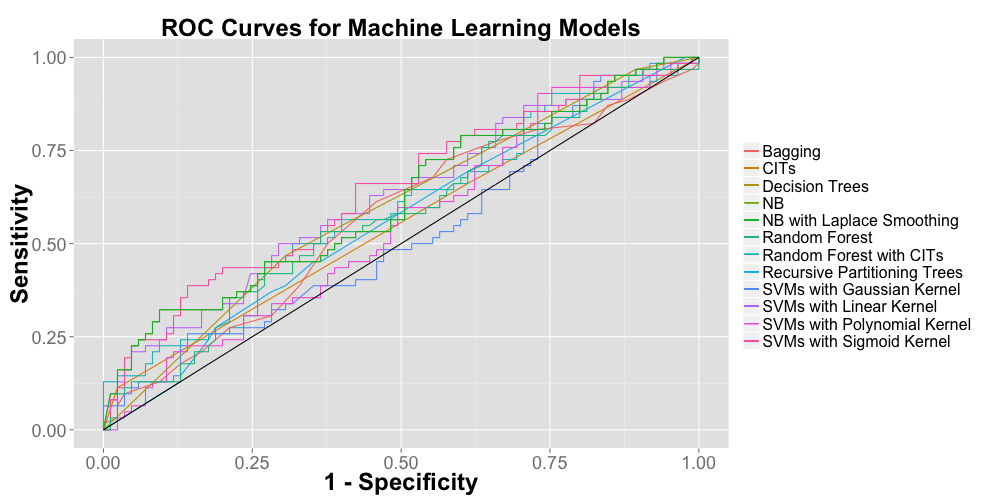 ROC Curves for Machine Learning Models
1.00
0.75
0.50
0.25
0.00
Sensitivity
0.00 0.25 0.50 0.75 1.00
1 - Specificity
Bagging
CITs
Decision Trees
NB
NB with Laplace Smoothing
Random Forest
Random Forest with CITs
Recursive Partitioning Trees
SVMs with Gaussian Kernel
SVMs with Linear Kernel
SVMs with Polynomial Kernel
SVMs with Sigmoid Kernel